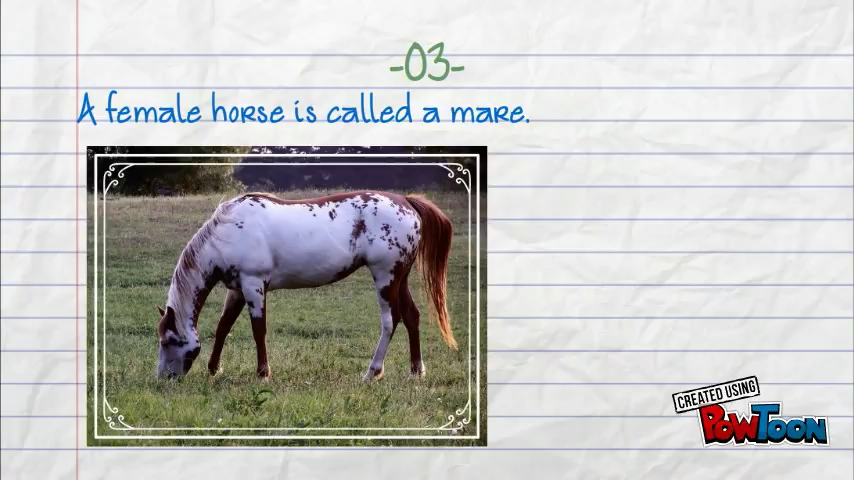 -03-
A female horse is called a mare.
CREATED USING
POWTOON